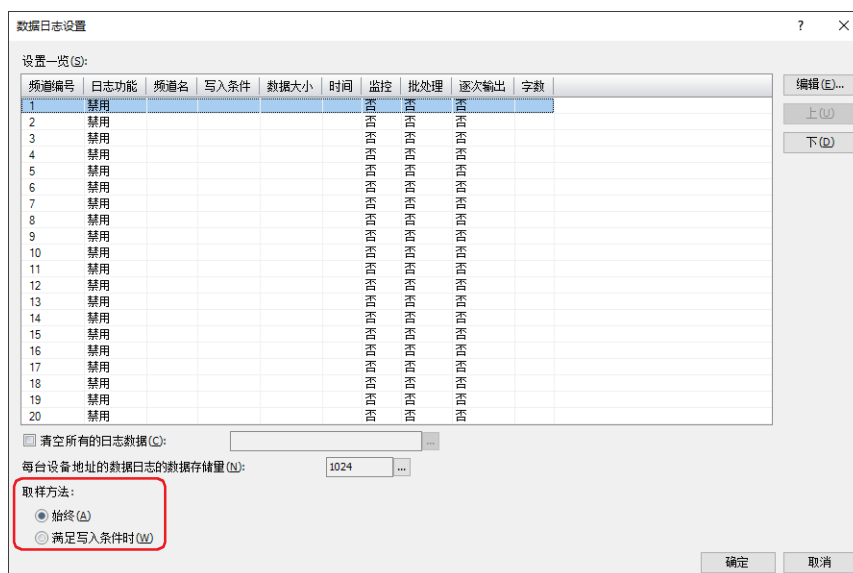 数据日志设置 ? ×
设置一览(S):
频道编号 日志功能 频道名 写入条件 数据大小 时间 监控 批处理 逐次输出 字数
1 禁用 否 否 否
2 禁用 否 否 否
3 禁用 否 否 否
4 禁用 否 否 否
5 禁用 否 否 否
6 禁用 否 否 否
7 禁用 否 否 否
8 禁用 否 否 否
9 禁用 否 否 否
10 禁用 否 否 否
11 禁用 否 否 否
12 禁用 否 否 否
13 禁用 否 否 否
14 禁用 否 否 否
15 禁用 否 否 否
16 禁用 否 否 否
17 禁用 否 否 否
18 禁用 否 否 否
19 禁用 否 否 否
20 禁用 否 否 否
编辑(E)...
上(U)
下(D)
清空所有的日志数据(C): ...
每台设备地址的数据日志的数据存储量(N): 1024 ...
取样方法:
始终(A)
满足写入条件时(W)
确定 取消